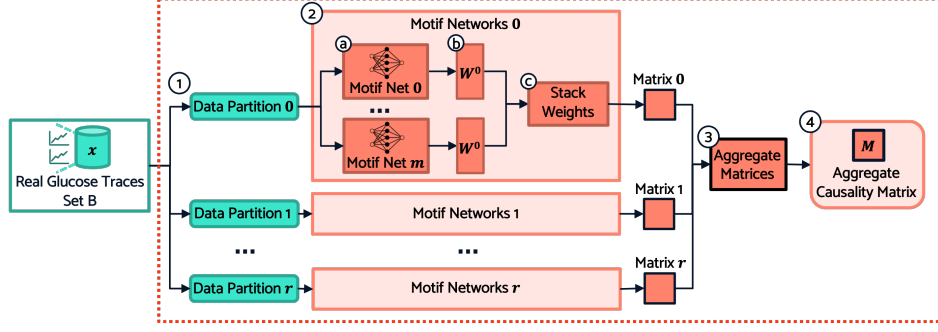 2
Motif Networks 0
a
b
Motif Net 0
W⁰
c
Stack
Weights
...
Motif Net m
W⁰
1
Data Partition 0
Matrix 0
x
Real Glucose Traces
Set B
3
Aggregate
Matrices
4
M
Aggregate
Causality Matrix
Data Partition 1
Motif Networks 1
Matrix 1
...
...
Data Partition r
Motif Networks r
Matrix r